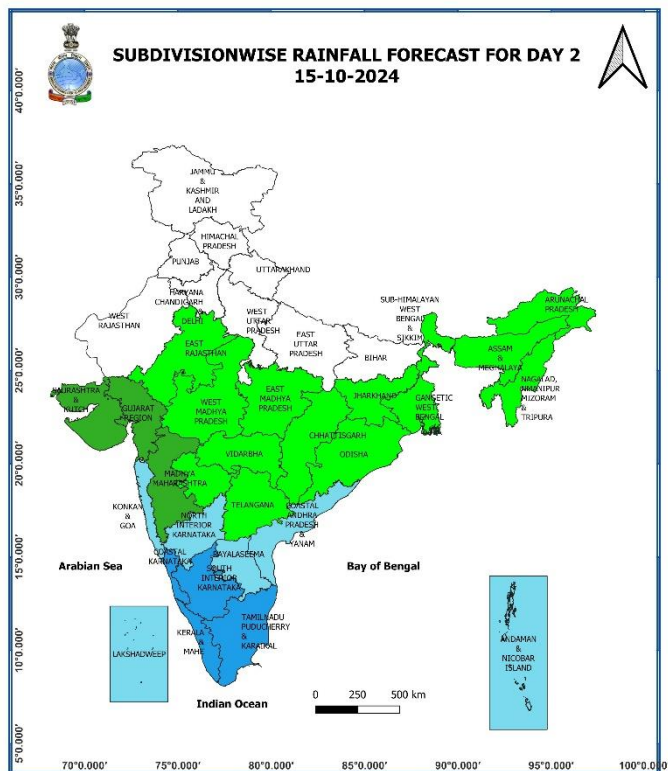 SUBDIVISIONWISE RAINFALL FORECAST FOR DAY 2
15-10-2024
40°0.000'
35°0.000'
30°0.000'
25°0.000'
20°0.000'
15°0.000'
10°0.000'
5°0.000'
JAMMU
&
KASHMIR
AND
LADAKH
HIMACHAL
PRADESH
PUNJAB
UTTARAKHAND
HARYANA
CHANDIGARH
&
DELHI
WEST
RAJASTHAN
WEST
UTTAR
PRADESH
EAST
UTTAR
PRADESH
SUB-HIMALAYAN
WEST
BENGAL
&
SIKKIM
ARUNACHAL
PRADESH
EAST
RAJASTHAN
BIHAR
ASSAM
&
MEGHALAYA
NAGALAD,
MANIPUR
MIZORAM
&
TRIPURA
SAURASHTRA
&
KUTCH
GUJARAT
REGION
WEST
MADHYA
PRADESH
EAST
MADHYA
PRADESH
JHARKHAND
GANGETIC
WEST
BENGAL
CHHATTISGARH
ODISHA
VIDARBHA
MADHYA
MAHARASHTRA
TELANGANA
COASTAL
ANDHRA
PRADESH
&
YANAM
KONKAN
&
GOA
NORTH
INTERIOR
KARNATAKA
COASTAL
KARNATAKA
RAYALASEEMA
SOUTH
INTERIOR
KARNATAKA
Arabian Sea
Bay of Bengal
TAMILNADU
PUDUCHERRY
&
KARAIKAL
KERALA
&
MAHE
LAKSHADWEEP
ANDAMAN
&
NICOBAR
ISLAND
Indian Ocean
0 250 500 km
70°0.000' 75°0.000' 80°0.000' 85°0.000' 90°0.000' 95°0.000' 100°0.000'